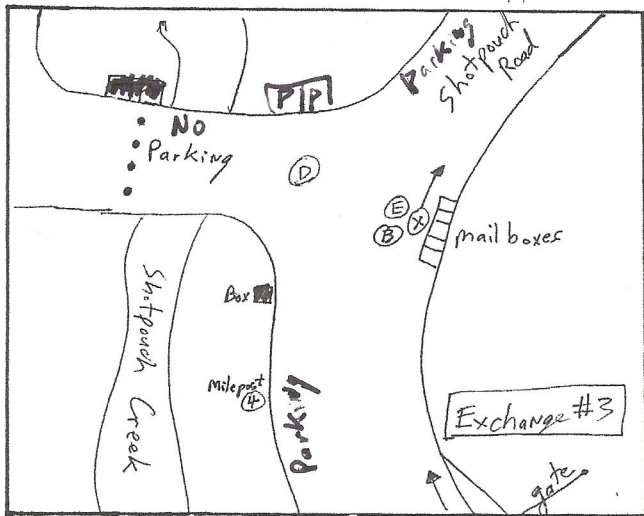 Parking
Shotpouch
Road
P P
NO
Parking
D
E
X
B
mail boxes
Box
Shotpouch Creek
Milepost
4
Parking
Exchange #3
gate